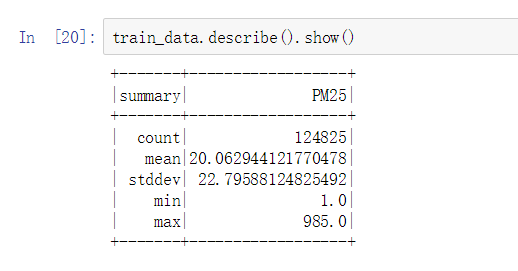 In [20]: train_data.describe().show()
+-------+------------------+
|summary|              PM25|
+-------+------------------+
|  count|            124825|
|   mean|20.062944121770478|
| stddev| 22.79588124825492|
|    min|               1.0|
|    max|             985.0|
+-------+------------------+